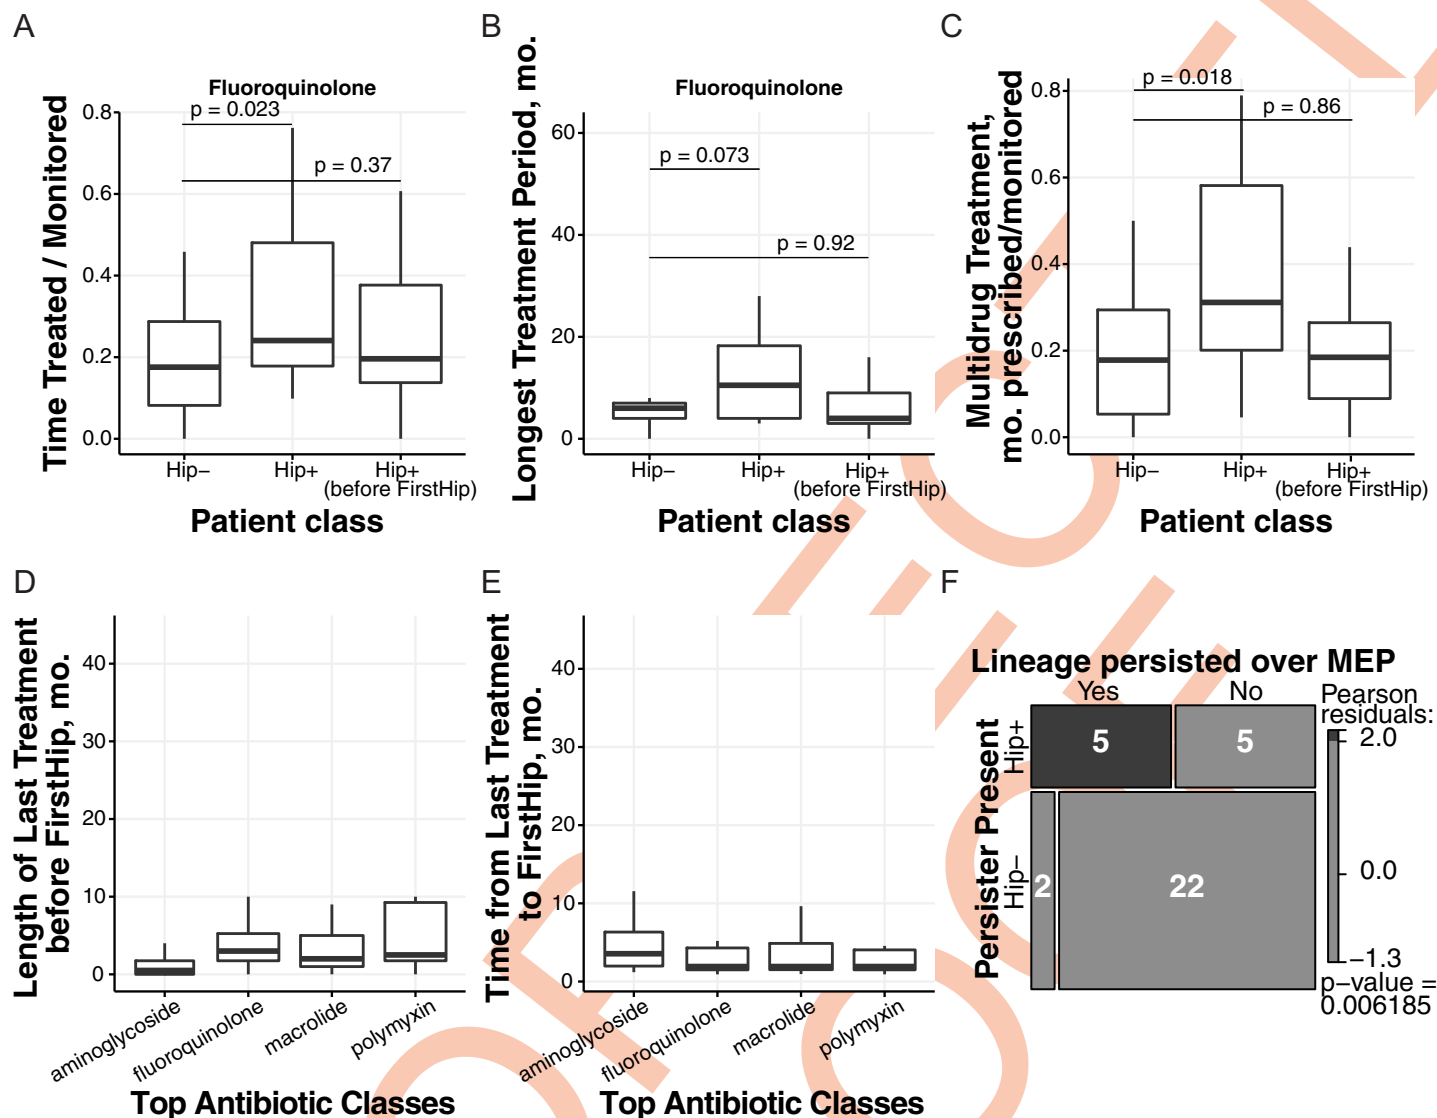 A
Fluoroquinolone
Time Treated / Monitored
0.8
0.6
0.4
0.2
0.0
p = 0.023
p = 0.37
Hip−
Hip+
Hip+
(before FirstHip)
Patient class
B
Fluoroquinolone
Longest Treatment Period, mo.
60
40
20
0
p = 0.073
p = 0.92
Hip−
Hip+
Hip+
(before FirstHip)
Patient class
C
Multidrug Treatment,
mo. prescribed/monitored
0.8
0.6
0.4
0.2
0.0
p = 0.018
p = 0.86
Hip−
Hip+
Hip+
(before FirstHip)
Patient class
D
Length of Last Treatment
before FirstHip, mo.
40
30
20
10
0
aminoglycoside
fluoroquinolone
macrolide
polymyxin
Top Antibiotic Classes
E
Time from Last Treatment
to FirstHip, mo.
40
30
20
10
0
aminoglycoside
fluoroquinolone
macrolide
polymyxin
Top Antibiotic Classes
F
Lineage persisted over MEP
Yes
No
Persister Present
Hip+
Hip−
5
5
2
22
Pearson
residuals:
2.0
0.0
−1.3
p−value =
0.006185